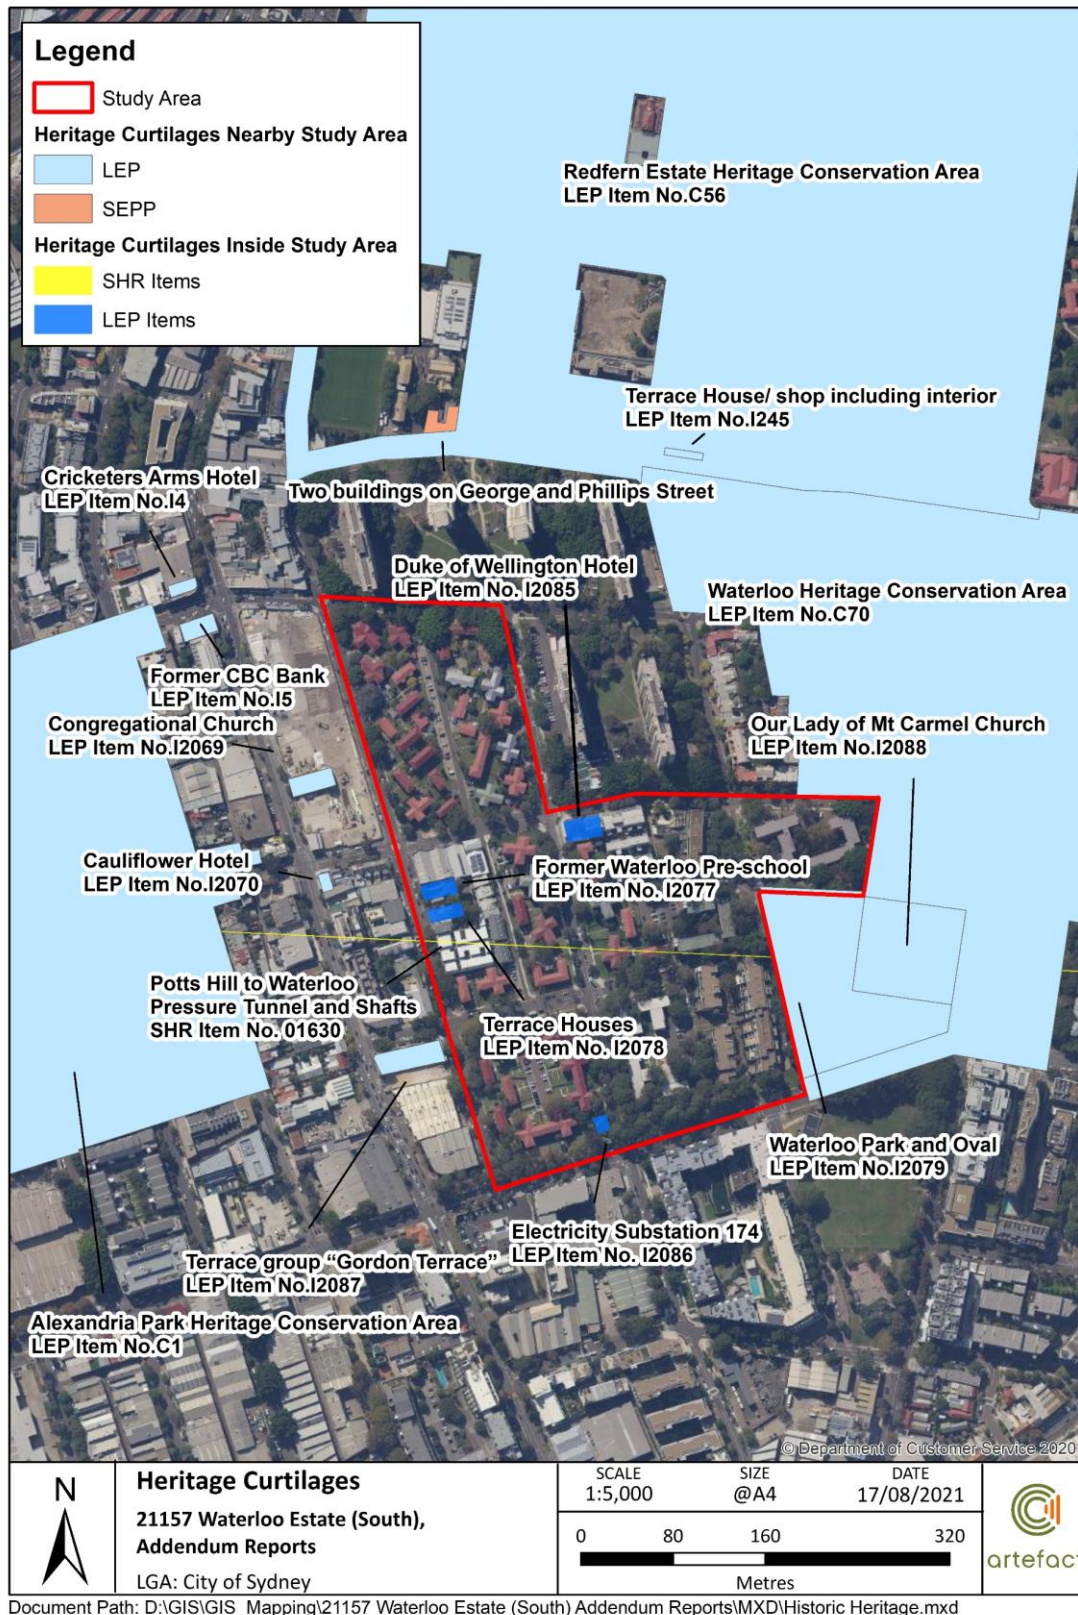 Legend
Study Area
Heritage Curtilages Nearby Study Area
LEP
SEPP
Heritage Curtilages Inside Study Area
SHR Items
LEP Items
Redfern Estate Heritage Conservation Area
LEP Item No.C56
Terrace House/ shop including interior
LEP Item No.I245
Cricketers Arms Hotel
LEP Item No.I4
Two buildings on George and Phillips Street
Duke of Wellington Hotel
LEP Item No. I2085
Waterloo Heritage Conservation Area
LEP Item No.C70
Former CBC Bank
LEP Item No.I5
Congregational Church
LEP Item No.I2069
Our Lady of Mt Carmel Church
LEP Item No.I2088
Cauliflower Hotel
LEP Item No.I2070
Former Waterloo Pre-school
LEP Item No. I2077
Potts Hill to Waterloo
Pressure Tunnel and Shafts
SHR Item No. 01630
Terrace Houses
LEP Item No. I2078
Waterloo Park and Oval
LEP Item No.I2079
Electricity Substation 174
LEP Item No. I2086
Terrace group “Gordon Terrace”
LEP Item No.I2087
Alexandria Park Heritage Conservation Area
LEP Item No.C1
© Department of Customer Service 2020
N
Heritage Curtilages
21157 Waterloo Estate (South),
Addendum Reports
LGA: City of Sydney
SCALE
1:5,000
SIZE
@A4
DATE
17/08/2021
0 80 160 320
Metres
artefact
Document Path: D:\GIS\GIS_Mapping\21157 Waterloo Estate (South) Addendum Reports\MXD\Historic Heritage.mxd